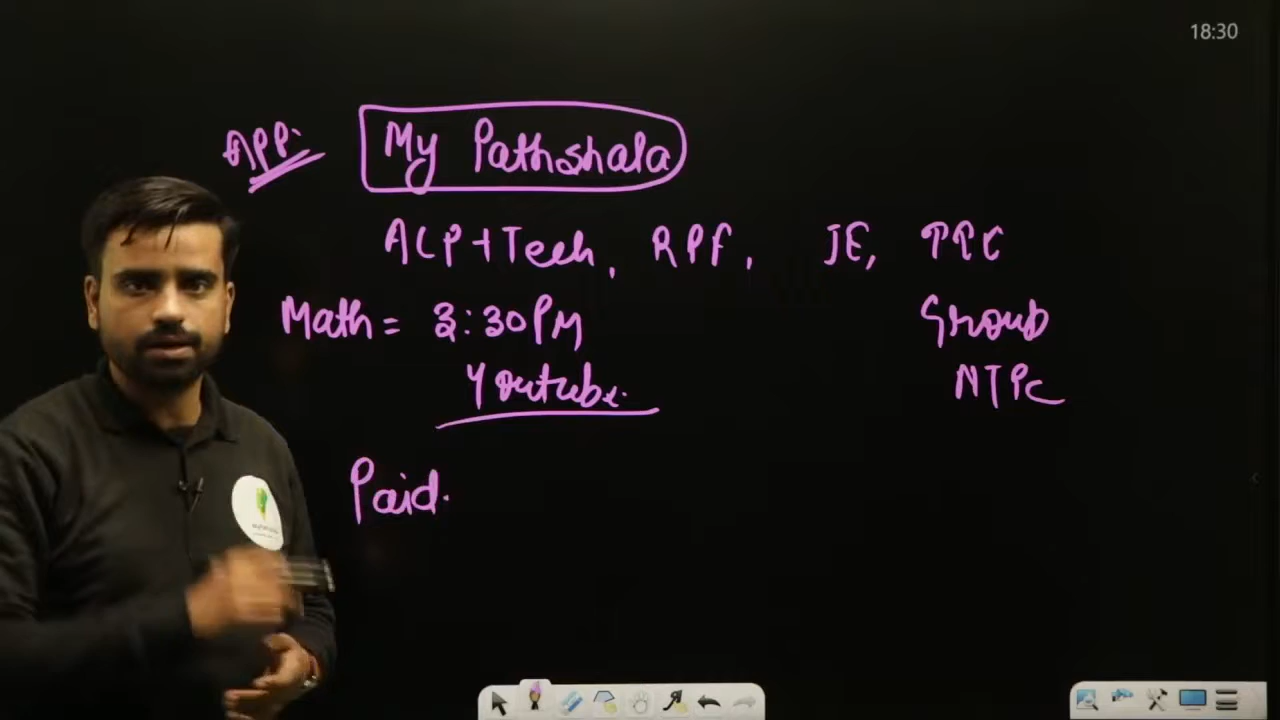 18:30
APP:
My Pathshala
ALP+Tech, RPF, JE, PPC
Math = 3:30PM
Group
Youtube.
NTPC
Paid.